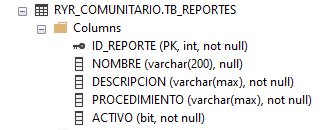 RYR_COMUNITARIO.TB_REPORTES
Columns
ID_REPORTE (PK, int, not null)
NOMBRE (varchar(200), null)
DESCRIPCION (varchar(max), not null)
PROCEDIMIENTO (varchar(max), not null)
ACTIVO (bit, not null)